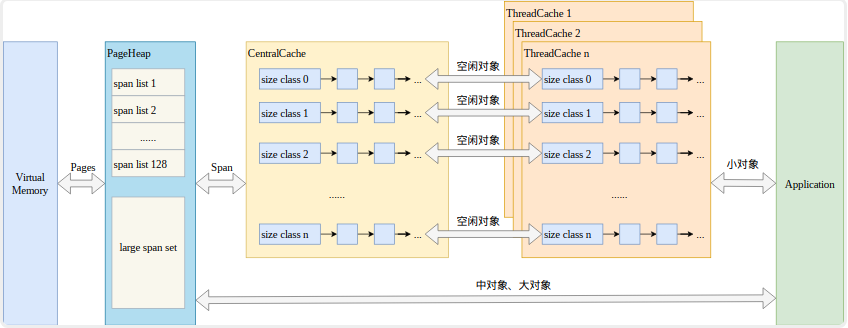 Virtual
Memory
Pages
PageHeap
span list 1
span list 2
......
span list 128
large span set
Span
CentralCache
size class 0
...
size class 1
...
size class 2
...
......
size class n
...
空闲对象
空闲对象
空闲对象
空闲对象
ThreadCache 1
ThreadCache 2
ThreadCache n
size class 0
...
size class 1
...
size class 2
...
......
size class n
...
小对象
Application
中对象、大对象